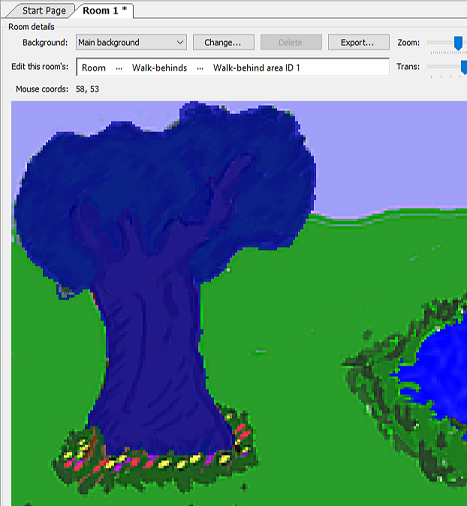 Start Page Room 1 *
Room details
Background: Main background Change... Delete Export... Zoom:
Edit this room's: Room ... Walk-behinds ... Walk-behind area ID 1 Trans:
Mouse coords: 58, 53